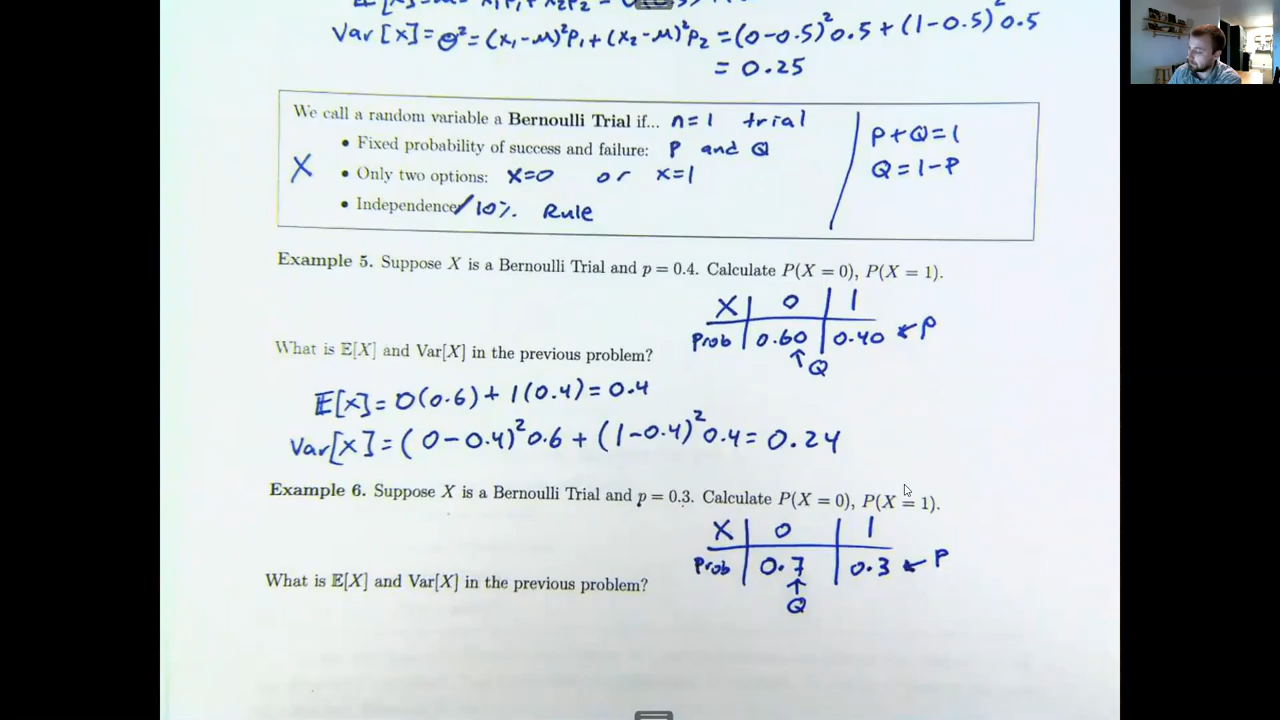 Var[x]=σ²=(x₁-μ)²p₁+(x₂-μ)²p₂=(0-0.5)²0.5+(1-0.5)²0.5
= 0.25
We call a random variable a Bernoulli Trial if... n=1 trial
• Fixed probability of success and failure: P and Q
• Only two options: x=0 or x=1
• Independence/10% Rule
X
P+Q=1
Q=1-P
Example 5. Suppose X is a Bernoulli Trial and p = 0.4. Calculate P(X = 0), P(X = 1).
X | 0 | 1
Prob | 0.60 | 0.40 ← P
↑ Q
What is 𝔼[X] and Var[X] in the previous problem?
𝔼[x]=0(0.6)+1(0.4)=0.4
Var[x]=(0-0.4)²0.6+(1-0.4)²0.4=0.24
Example 6. Suppose X is a Bernoulli Trial and p = 0.3. Calculate P(X = 0), P(X = 1).
X | 0 | 1
Prob | 0.7 | 0.3 ← P
↑
Q
What is 𝔼[X] and Var[X] in the previous problem?